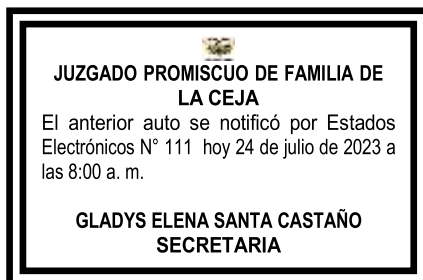 JUZGADO PROMISCUO DE FAMILIA DE
LA CEJA
El anterior auto se notificó por Estados
Electrónicos N° 111 hoy 24 de julio de 2023 a
las 8:00 a. m.
GLADYS ELENA SANTA CASTAÑO
SECRETARIA